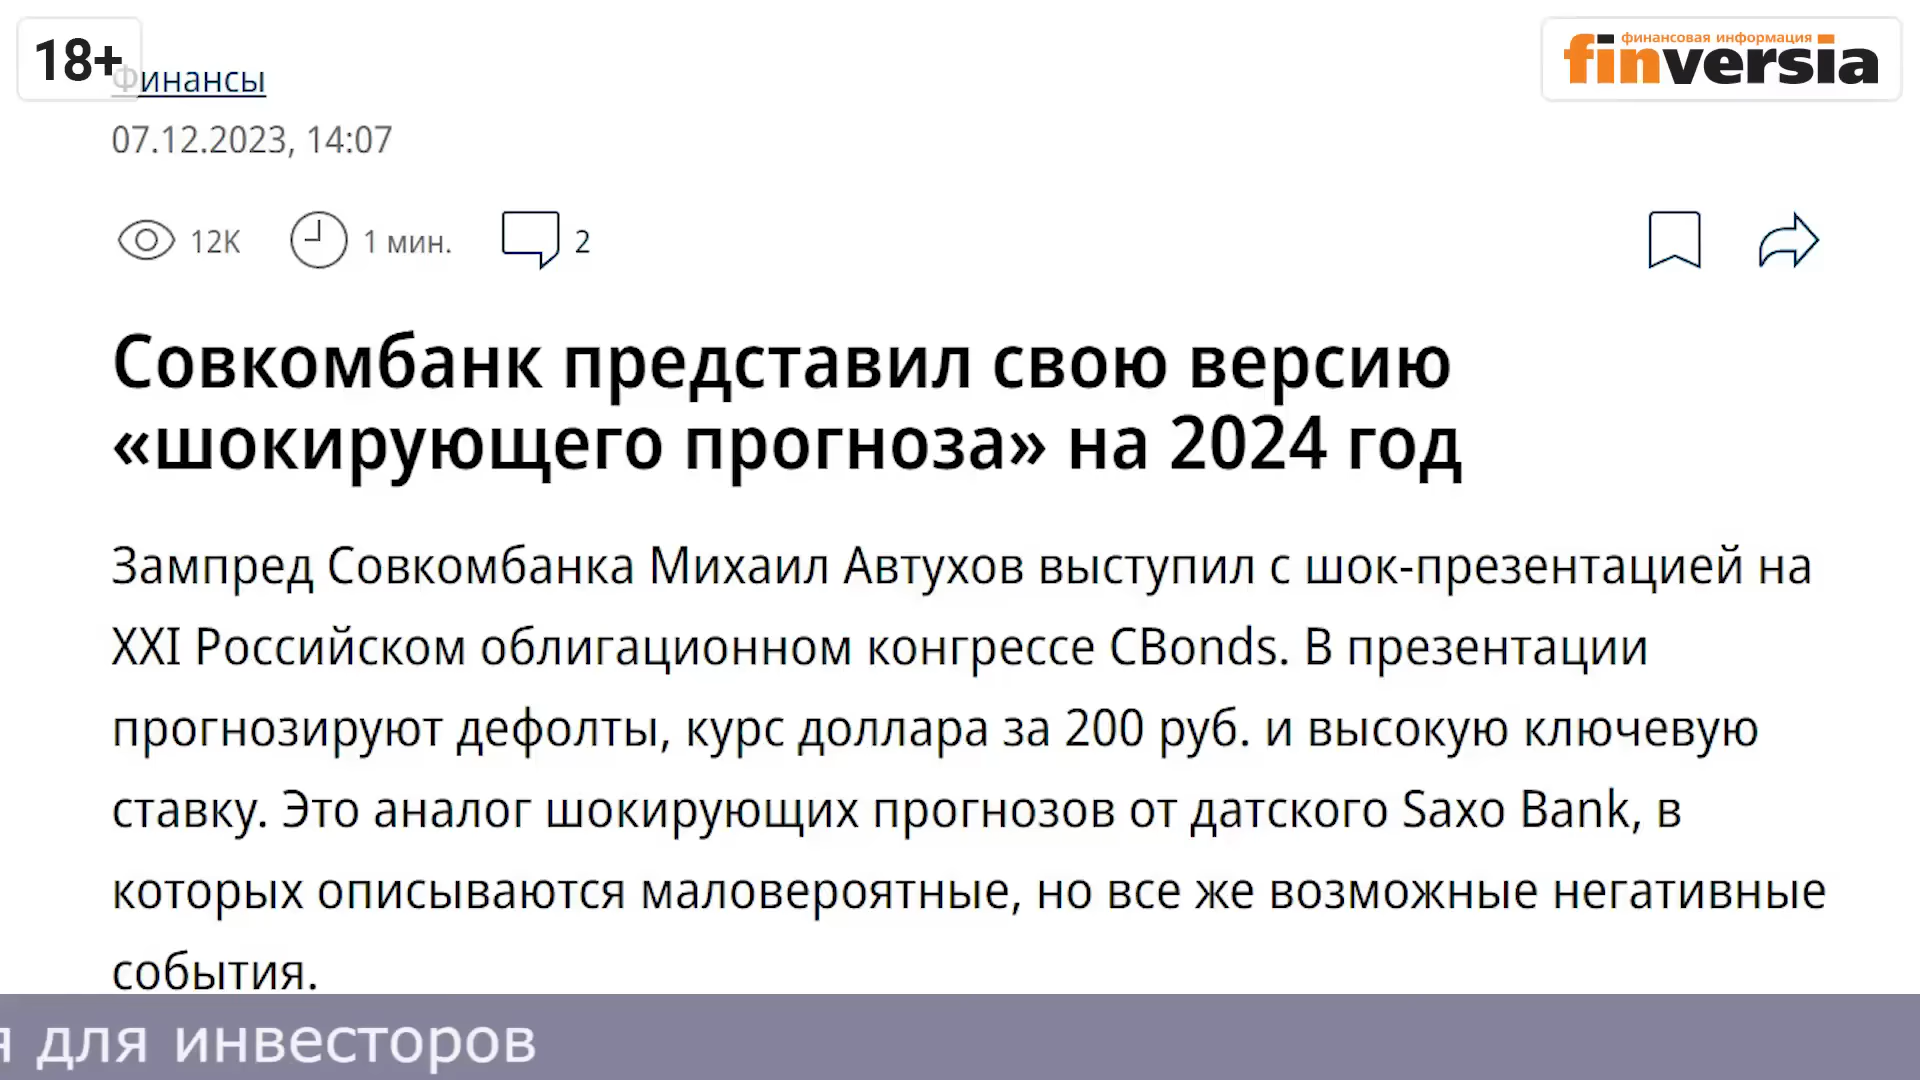 18+
Финансы
финансовая информация
finversia
07.12.2023, 14:07
12K 1 мин. 2
Совкомбанк представил свою версию
«шокирующего прогноза» на 2024 год
Зампред Совкомбанка Михаил Автухов выступил с шок-презентацией на
XXI Российском облигационном конгрессе CBonds. В презентации
прогнозируют дефолты, курс доллара за 200 руб. и высокую ключевую
ставку. Это аналог шокирующих прогнозов от датского Saxo Bank, в
которых описываются маловероятные, но все же возможные негативные
события.
я для инвесторов